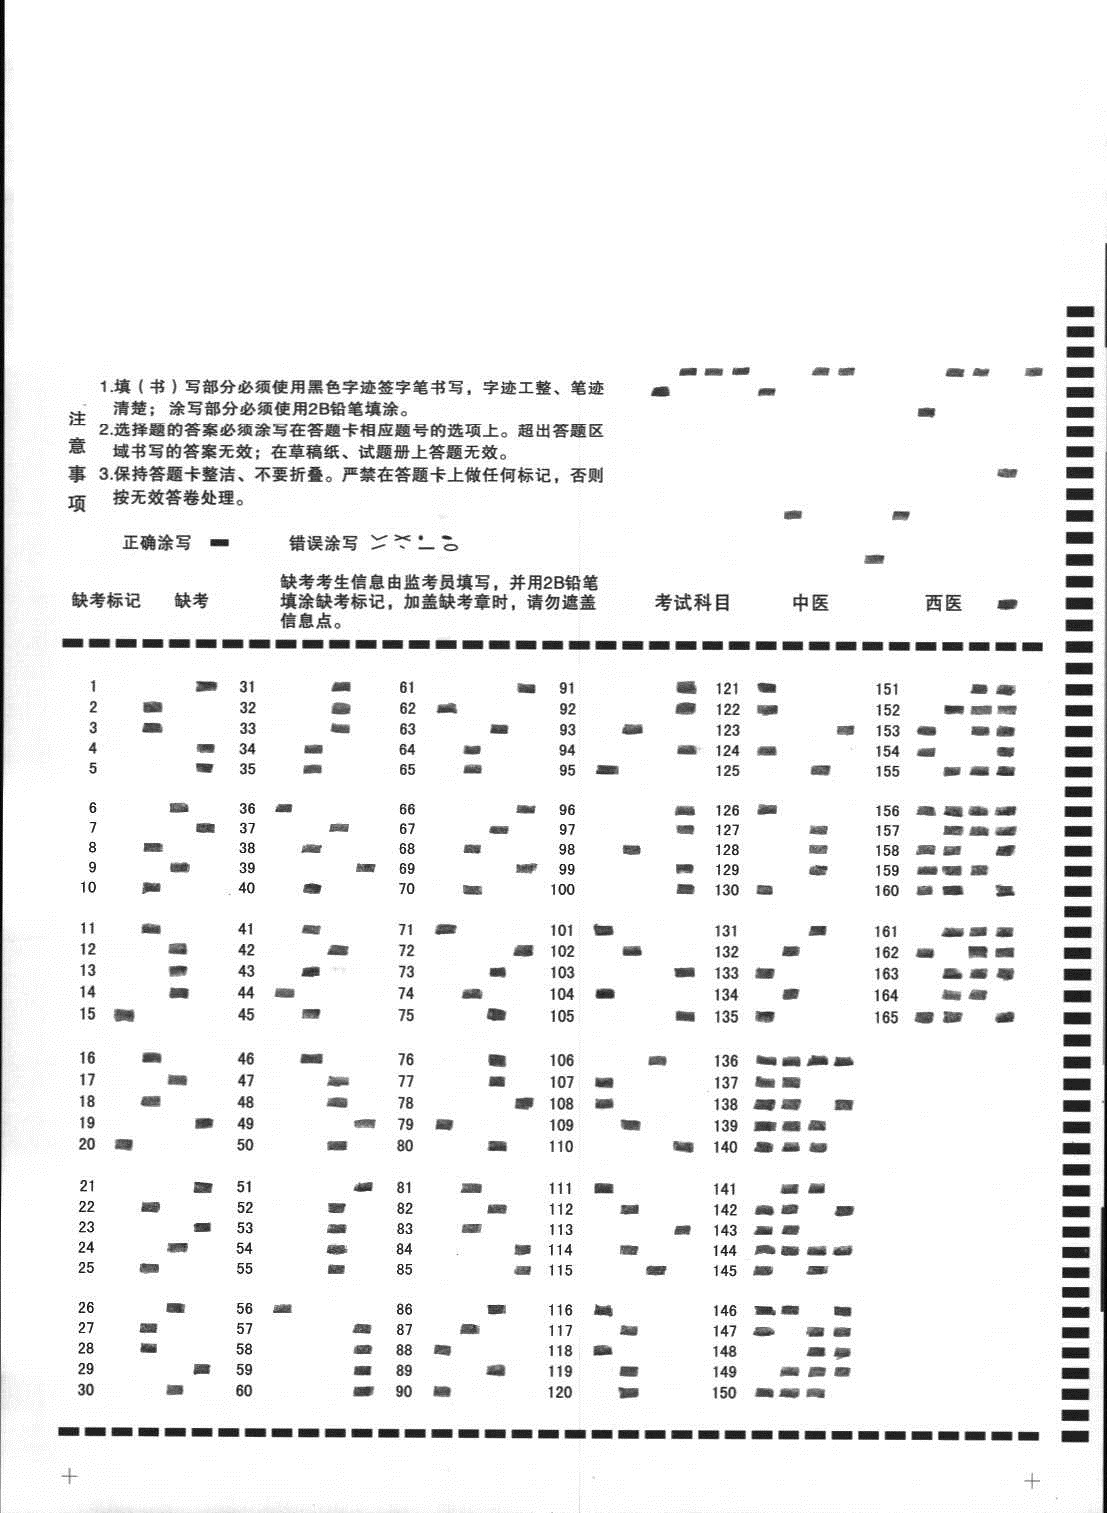 注意事项
1.填（书）写部分必须使用黑色字迹签字笔书写，字迹工整、笔迹
清楚；涂写部分必须使用2B铅笔填涂。
2.选择题的答案必须涂写在答题卡相应题号的选项上。超出答题区
域书写的答案无效；在草稿纸、试题册上答题无效。
3.保持答题卡整洁、不要折叠。严禁在答题卡上做任何标记，否则
按无效答卷处理。
正确涂写 错误涂写
缺考标记 缺考
缺考考生信息由监考员填写，并用2B铅笔
填涂缺考标记，加盖缺考章时，请勿遮盖
信息点。
考试科目 中医 西医
1 31 61 91 121 151
2 32 62 92 122 152
3 33 63 93 123 153
4 34 64 94 124 154
5 35 65 95 125 155
6 36 66 96 126 156
7 37 67 97 127 157
8 38 68 98 128 158
9 39 69 99 129 159
10 40 70 100 130 160
11 41 71 101 131 161
12 42 72 102 132 162
13 43 73 103 133 163
14 44 74 104 134 164
15 45 75 105 135 165
16 46 76 106 136
17 47 77 107 137
18 48 78 108 138
19 49 79 109 139
20 50 80 110 140
21 51 81 111 141
22 52 82 112 142
23 53 83 113 143
24 54 84 114 144
25 55 85 115 145
26 56 86 116 146
27 57 87 117 147
28 58 88 118 148
29 59 89 119 149
30 60 90 120 150